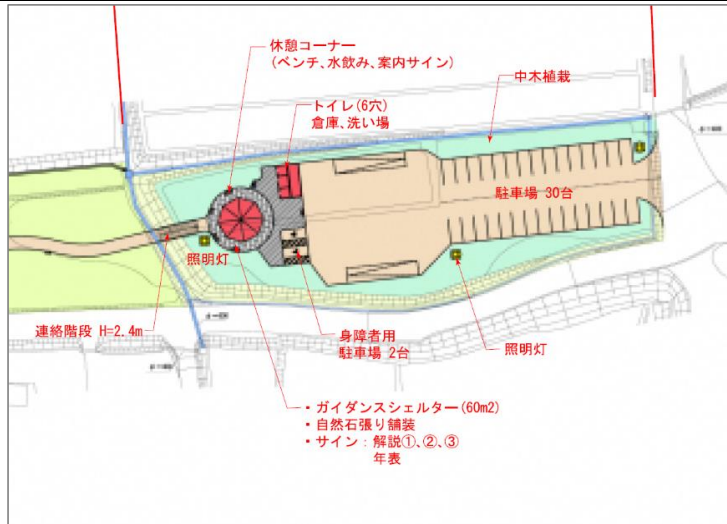 休憩コーナー
(ベンチ、水飲み、案内サイン)
トイレ(6穴)
倉庫、洗い場
中木植栽
駐車場 30台
照明灯
連絡階段 H=2.4m
身障者用
駐車場 2台
照明灯
・ガイダンスシェルター(60m2)
・自然石張り舗装
・サイン：解説①、②、③
年表